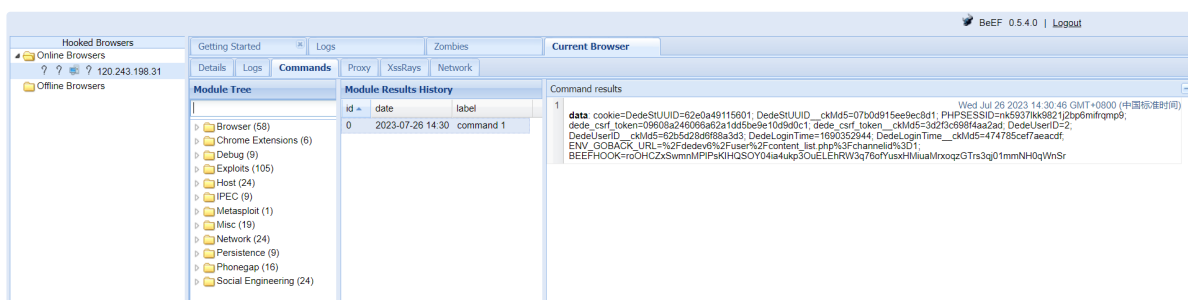 BeEF 0.5.4.0 | Logout
Hooked Browsers
Online Browsers
? ? ? 120.243.198.31
Offline Browsers
Getting Started Logs Zombies Current Browser
Details Logs Commands Proxy XssRays Network
Module Tree
Browser (58)
Chrome Extensions (6)
Debug (9)
Exploits (105)
Host (24)
IPEC (9)
Metasploit (1)
Misc (19)
Network (24)
Persistence (9)
Phonegap (16)
Social Engineering (24)
Module Results History
id date label
0 2023-07-26 14:30 command 1
Command results
1 Wed Jul 26 2023 14:30:46 GMT+0800 (中国标准时间)
data: cookie=DedeStUUID=62e0a49115601; DedeStUUID__ckMd5=07b0d915ee9ec8d1; PHPSESSID=nk5937lkk9821j2bp6mifrqmp9;
dede_csrf_token=09608a246066a62a1dd5be9e10d9d0c1; dede_csrf_token__ckMd5=3d2f3c698f4aa2ad; DedeUserID=2;
DedeUserID__ckMd5=62b5d28d6f88a3d3; DedeLoginTime=1690352944; DedeLoginTime__ckMd5=474785cef7aeacdf;
ENV_GOBACK_URL=%2Fdedev6%2Fuser%2Fcontent_list.php%3Fchannelid%3D1;